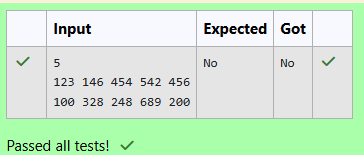 Input Expected Got
5 No No
123 146 454 542 456
100 328 248 689 200
Passed all tests!